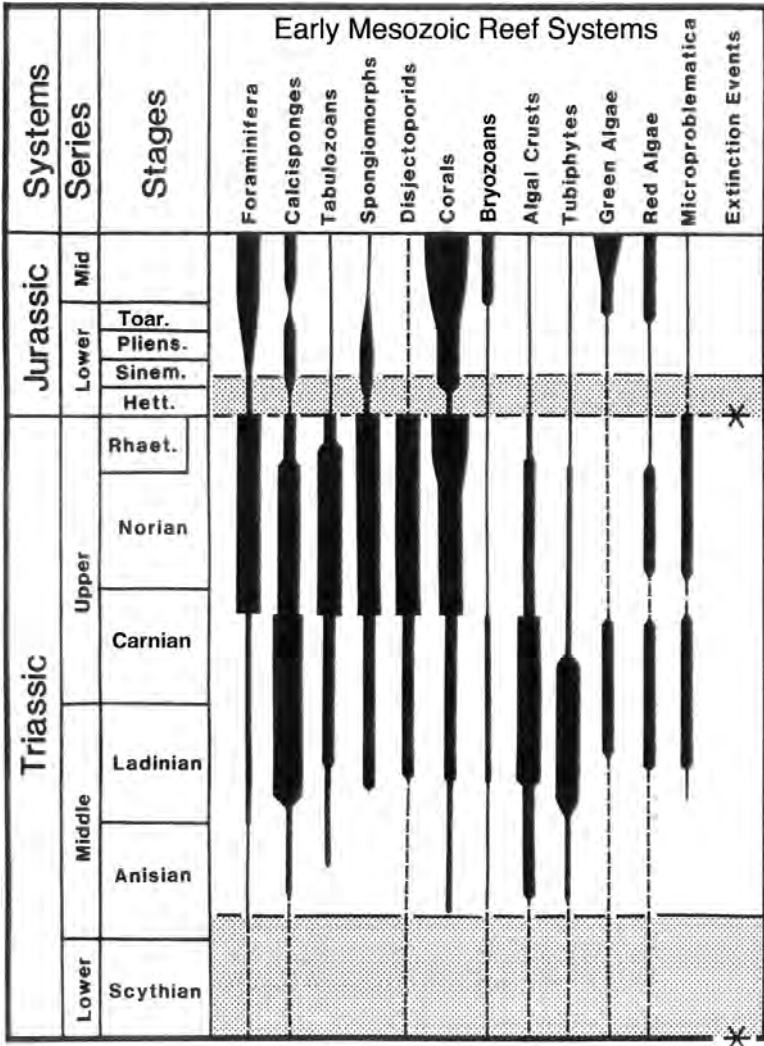 Early Mesozoic Reef Systems
Systems
Series
Stages
Foraminifera
Calcisponges
Tabulozoans
Spongiomorphs
Disjectoporids
Corals
Bryozoans
Algal Crusts
Tubiphytes
Green Algae
Red Algae
Microproblematica
Extinction Events
Jurassic
Mid
Lower
Toar.
Pliens.
Sinem.
Hett.
Triassic
Upper
Rhaet.
Norian
Carnian
Middle
Ladinian
Anisian
Lower
Scythian